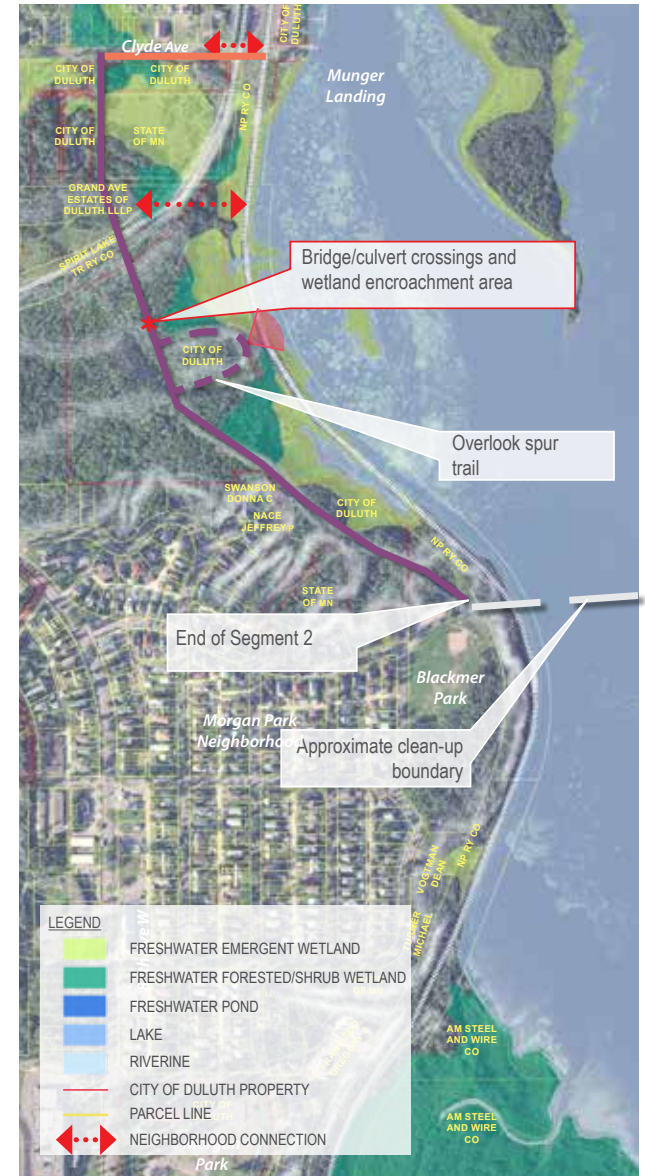 CITY OF
DULUTH
Clyde Ave
CITY OF
DULUTH
CITY OF
DULUTH
Munger
Landing
NP RY CO
CITY OF
DULUTH
STATE
OF MN
GRAND AVE
ESTATES OF
DULUTH LLLP
SPIRIT LAKE
TR RY CO
Bridge/culvert crossings and
wetland encroachment area
CITY OF
DULUTH
Overlook spur
trail
SWANSON
DONNA C
NACE
JEFFREY P
CITY OF
DULUTH
NP RY CO
STATE
OF MN
End of Segment 2
Blackmer
Park
Morgan Park
Neighborhood
Approximate clean-up
boundary
VOGTMAN
DEAN
NP RY CO
MICHAEL
LEGEND
FRESHWATER EMERGENT WETLAND
FRESHWATER FORESTED/SHRUB WETLAND
FRESHWATER POND
LAKE
RIVERINE
CITY OF DULUTH PROPERTY
PARCEL LINE
NEIGHBORHOOD CONNECTION
AM STEEL
AND WIRE
CO
AM STEEL
AND WIRE
CO
Park